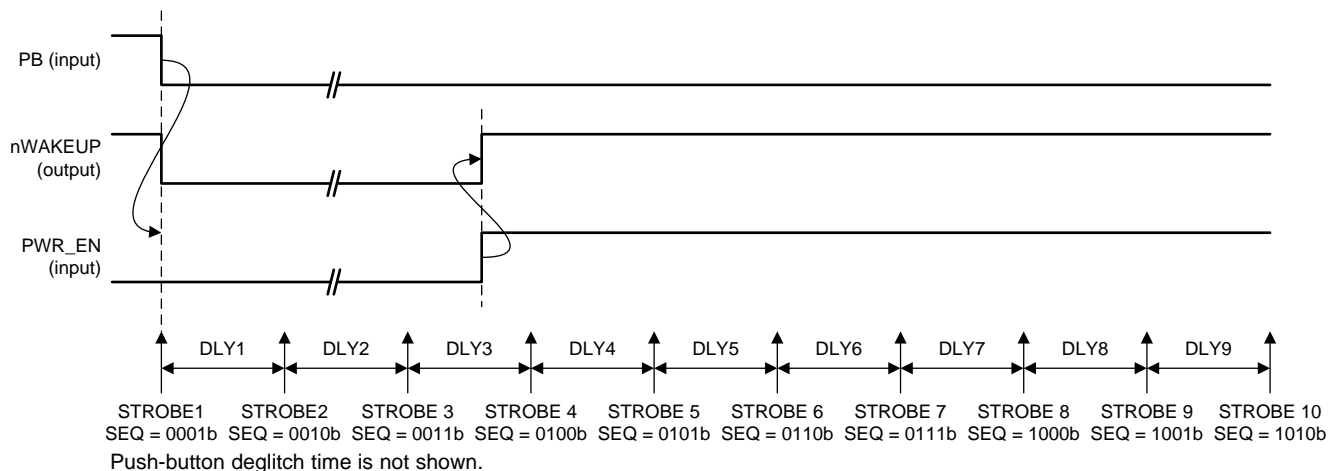 PB (input)
nWAKEUP
(output)
PWR_EN
(input)
DLY1 DLY2 DLY3 DLY4 DLY5 DLY6 DLY7 DLY8 DLY9
STROBE1 STROBE2 STROBE 3 STROBE 4 STROBE 5 STROBE 6 STROBE 7 STROBE 8 STROBE 9 STROBE 10
SEQ = 0001b SEQ = 0010b SEQ = 0011b SEQ = 0100b SEQ = 0101b SEQ = 0110b SEQ = 0111b SEQ = 1000b SEQ = 1001b SEQ = 1010b
Push-button deglitch time is not shown.